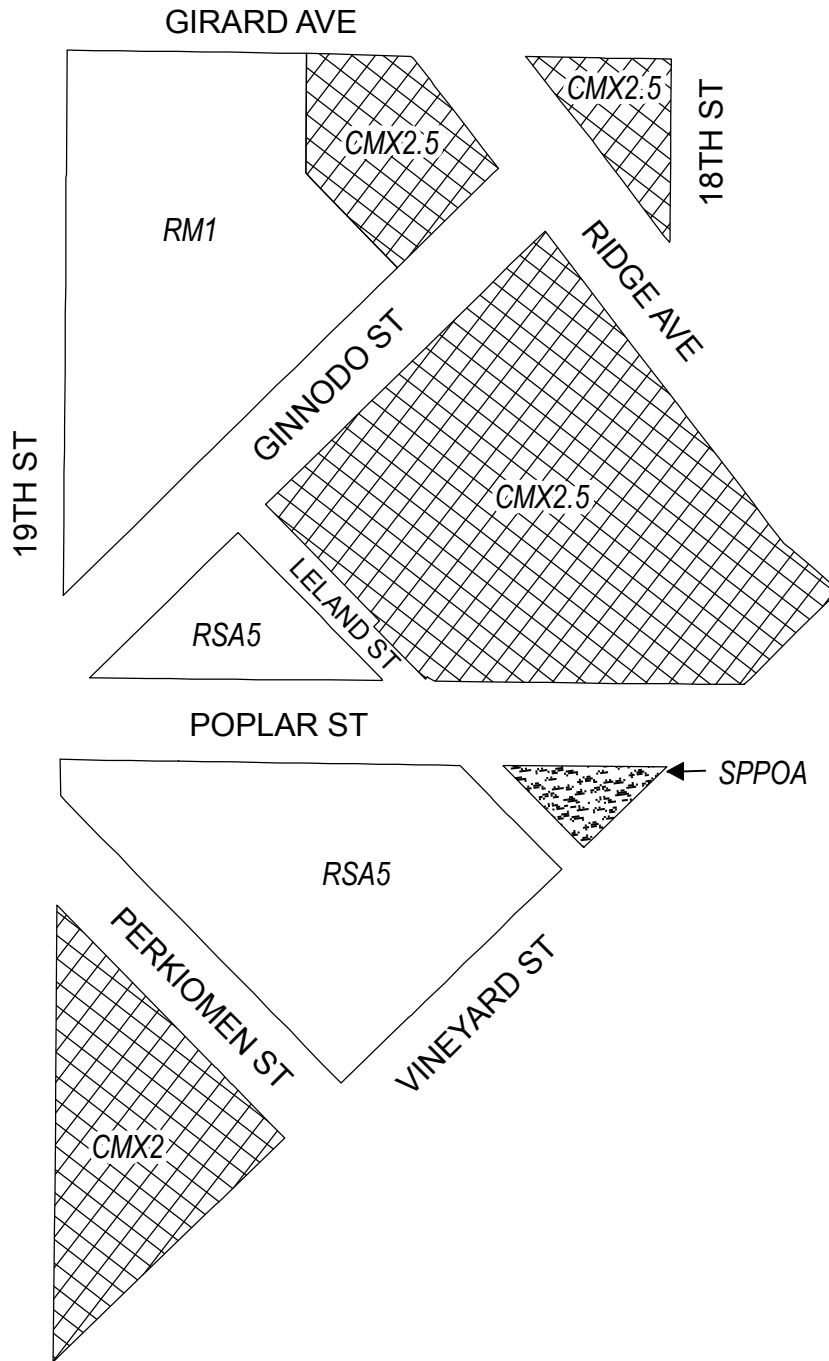 GIRARD AVE
CMX2.5
CMX2.5
18TH ST
RM1
RIDGE AVE
GINNODO ST
19TH ST
CMX2.5
LELAND ST
RSA5
POPLAR ST
SPPOA
RSA5
PERKIOMEN ST
VINEYARD ST
CMX2